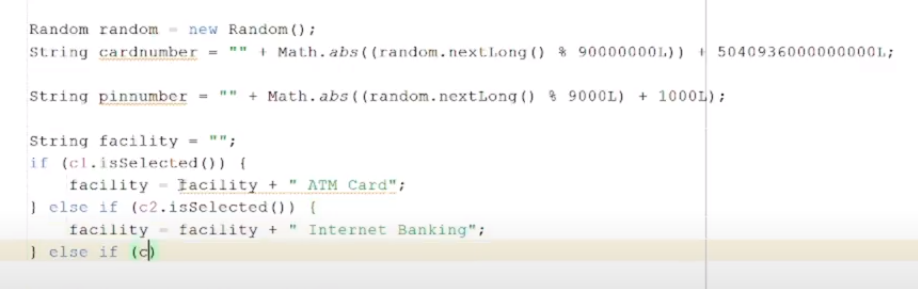 Random random = new Random();
String cardnumber = "" + Math.abs((random.nextLong() % 90000000L)) + 5040936000000000L;
String pinnumber = "" + Math.abs((random.nextLong() % 9000L) + 1000L);
String facility = "";
if (c1.isSelected()) {
facility = facility + " ATM Card";
} else if (c2.isSelected()) {
facility = facility + " Internet Banking";
} else if (c)